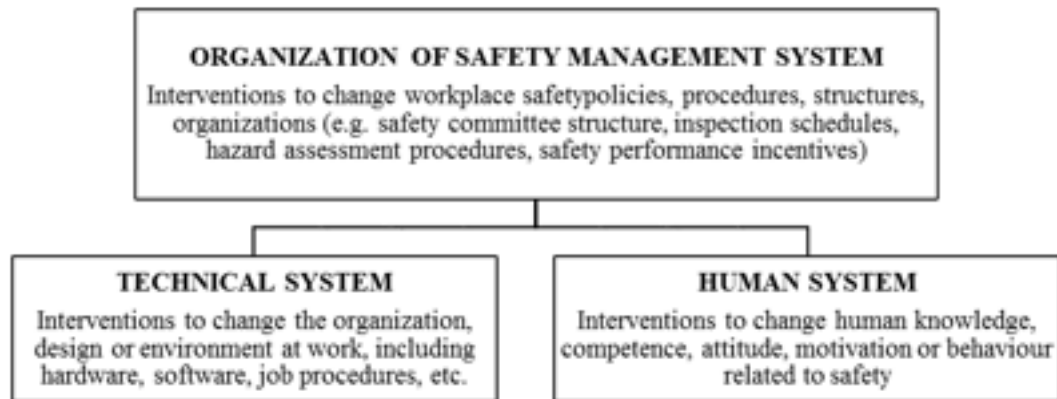 ORGANIZATION OF SAFETY MANAGEMENT SYSTEM
Interventions to change workplace safetypolicies, procedures, structures,
organizations (e.g. safety committee structure, inspection schedules,
hazard assessment procedures, safety performance incentives)
TECHNICAL SYSTEM
Interventions to change the organization,
design or environment at work, including
hardware, software, job procedures, etc.
HUMAN SYSTEM
Interventions to change human knowledge,
competence, attitude, motivation or behaviour
related to safety